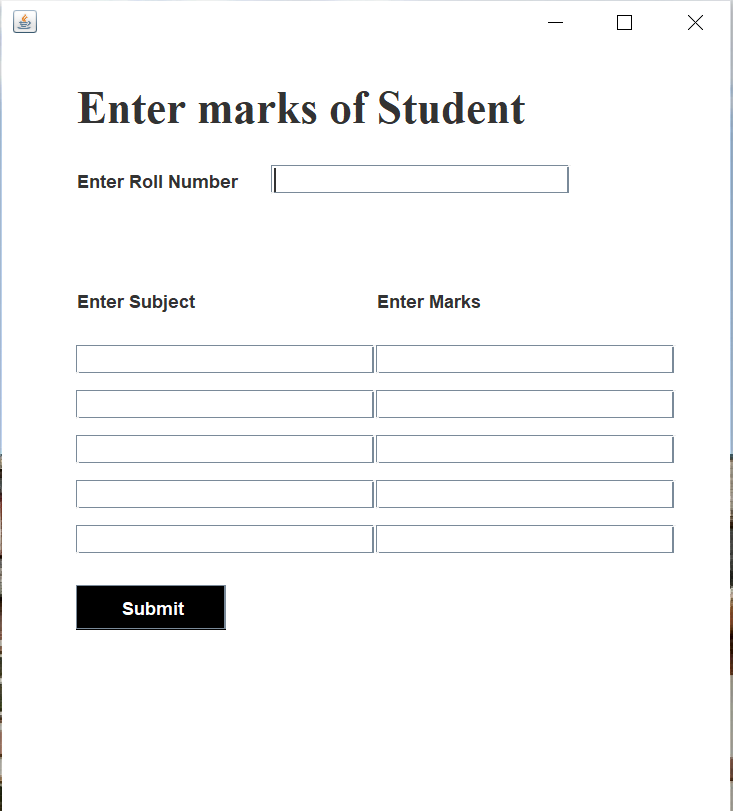 Enter marks of Student
Enter Roll Number
Enter Subject Enter Marks
Submit